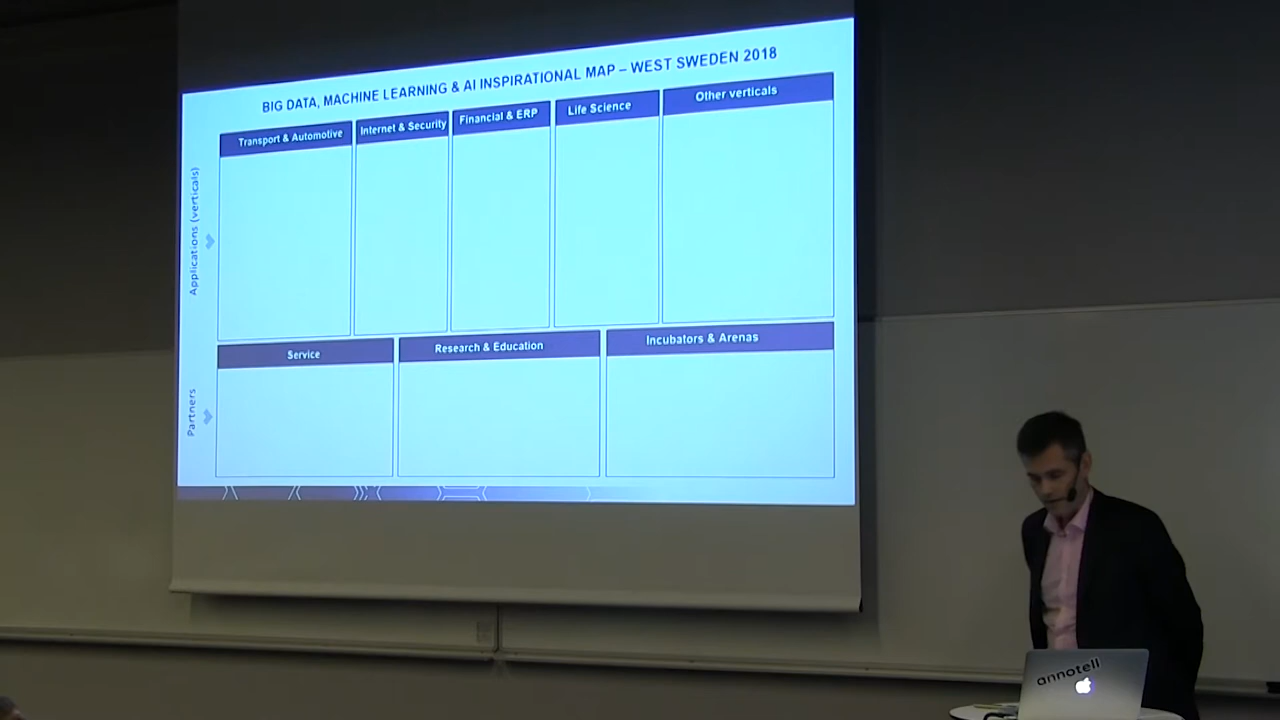 BIG DATA, MACHINE LEARNING & AI INSPIRATIONAL MAP – WEST SWEDEN 2018
Applications (verticals)
Transport & Automotive
Internet & Security
Financial & ERP
Life Science
Other verticals
Partners
Service
Research & Education
Incubators & Arenas
annotell